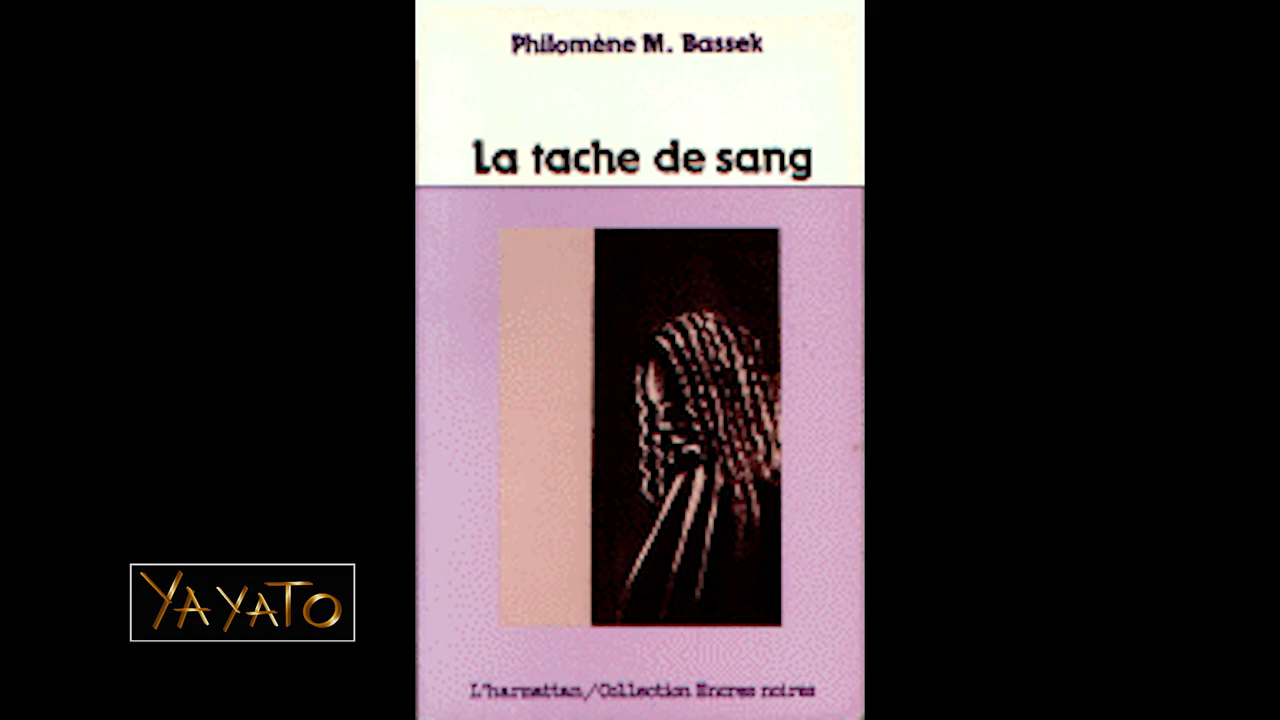 Philomène M. Bassek
La tache de sang
YAYATO
L'harmattan/Collection Encres noires